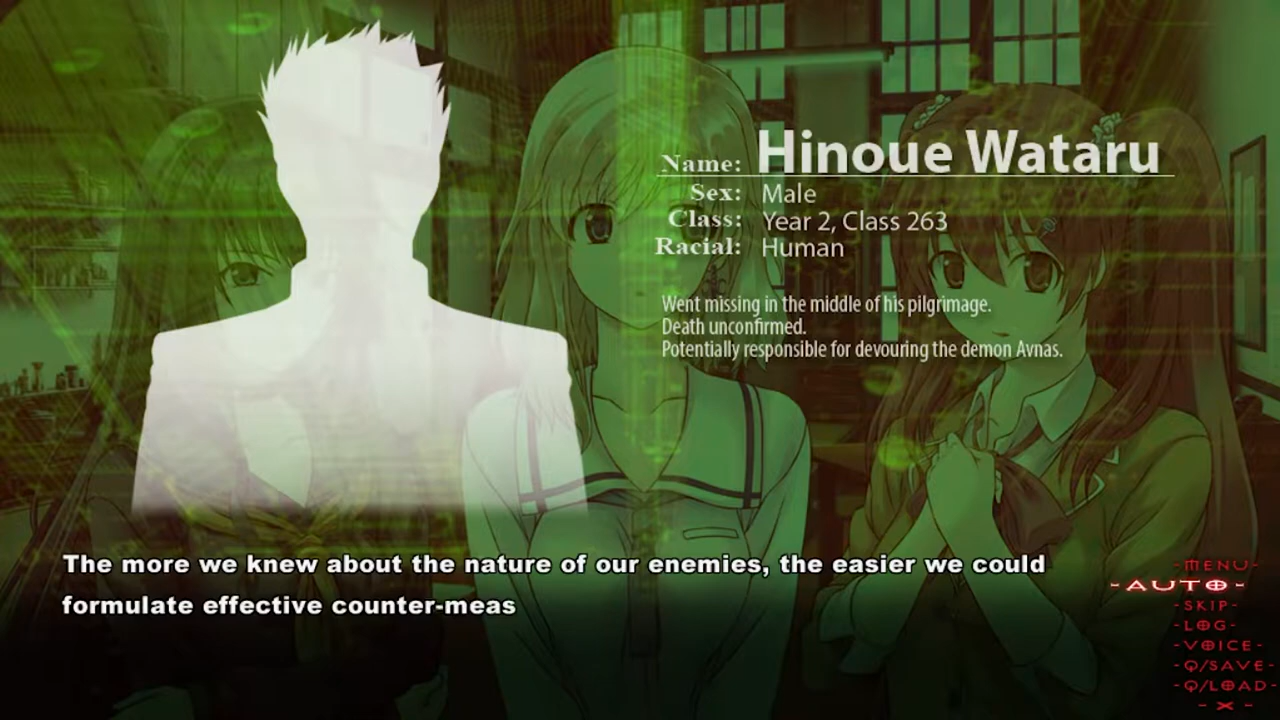 Name: Hinoue Wataru
Sex: Male
Class: Year 2, Class 263
Racial: Human
Went missing in the middle of his pilgrimage.
Death unconfirmed.
Potentially responsible for devouring the demon Avnas.
The more we knew about the nature of our enemies, the easier we could
formulate effective counter-meas
-MENU-
-AUTO-
-SKIP-
-LOG-
-VOICE-
-Q/SAVE-
-Q/LOAD-
-X-